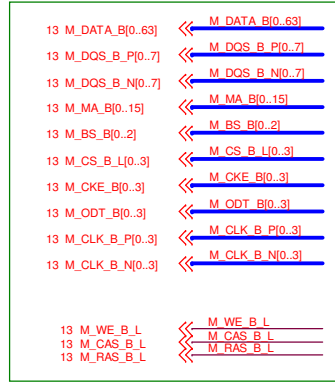 13 M_DATA_B[0..63] M_DATA_B[0..63]
13 M_DQS_B_P[0..7] M_DQS_B_P[0..7]
13 M_DQS_B_N[0..7] M_DQS_B_N[0..7]
13 M_MA_B[0..15] M_MA_B[0..15]
13 M_BS_B[0..2] M_BS_B[0..2]
13 M_CS_B_L[0..3] M_CS_B_L[0..3]
13 M_CKE_B[0..3] M_CKE_B[0..3]
13 M_ODT_B[0..3] M_ODT_B[0..3]
13 M_CLK_B_P[0..3] M_CLK_B_P[0..3]
13 M_CLK_B_N[0..3] M_CLK_B_N[0..3]
13 M_WE_B_L M_WE_B_L
13 M_CAS_B_L M_CAS_B_L
13 M_RAS_B_L M_RAS_B_L